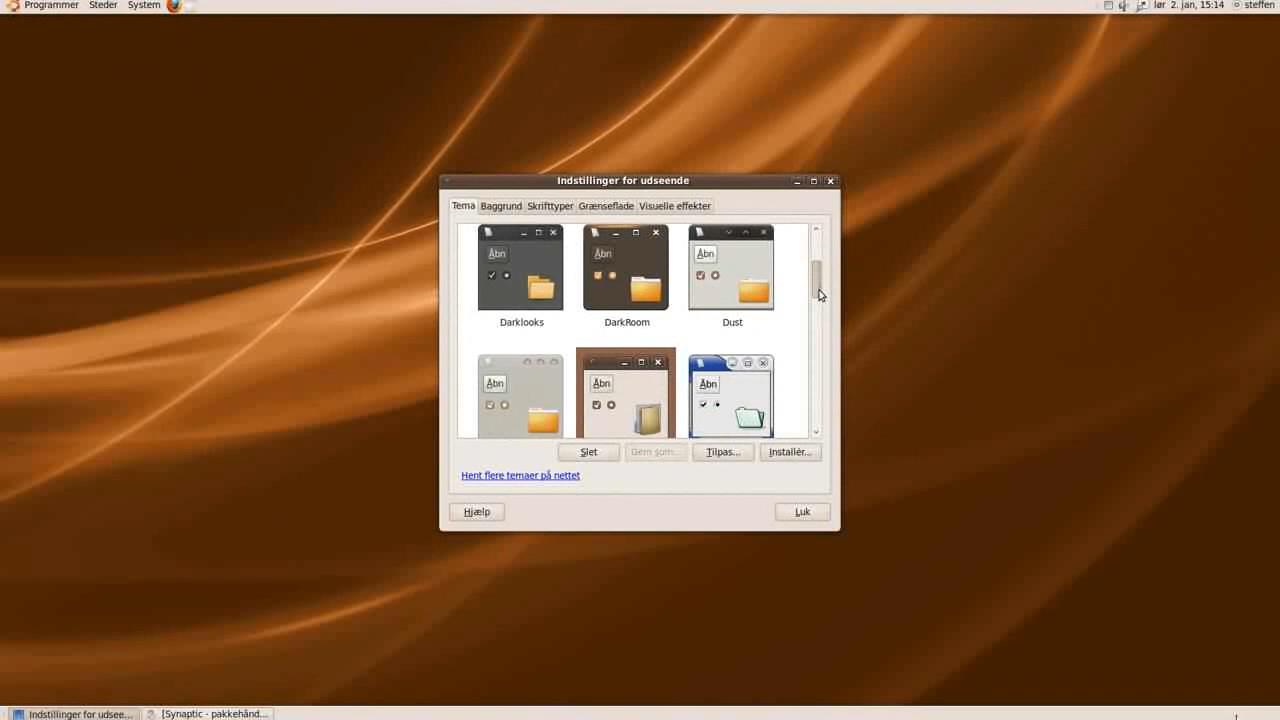 Programmer Steder System lør 2. jan, 15:14 steffen
Indstillinger for udseende
Tema Baggrund Skrifttyper Grænseflade Visuelle effekter
Åbn Åbn Åbn
Darklooks DarkRoom Dust
Åbn Åbn Åbn
Slet Gem som... Tilpas... Installér...
Hent flere temaer på nettet
Hjælp Luk
Indstillinger for udsee... [Synaptic - pakkehånd...